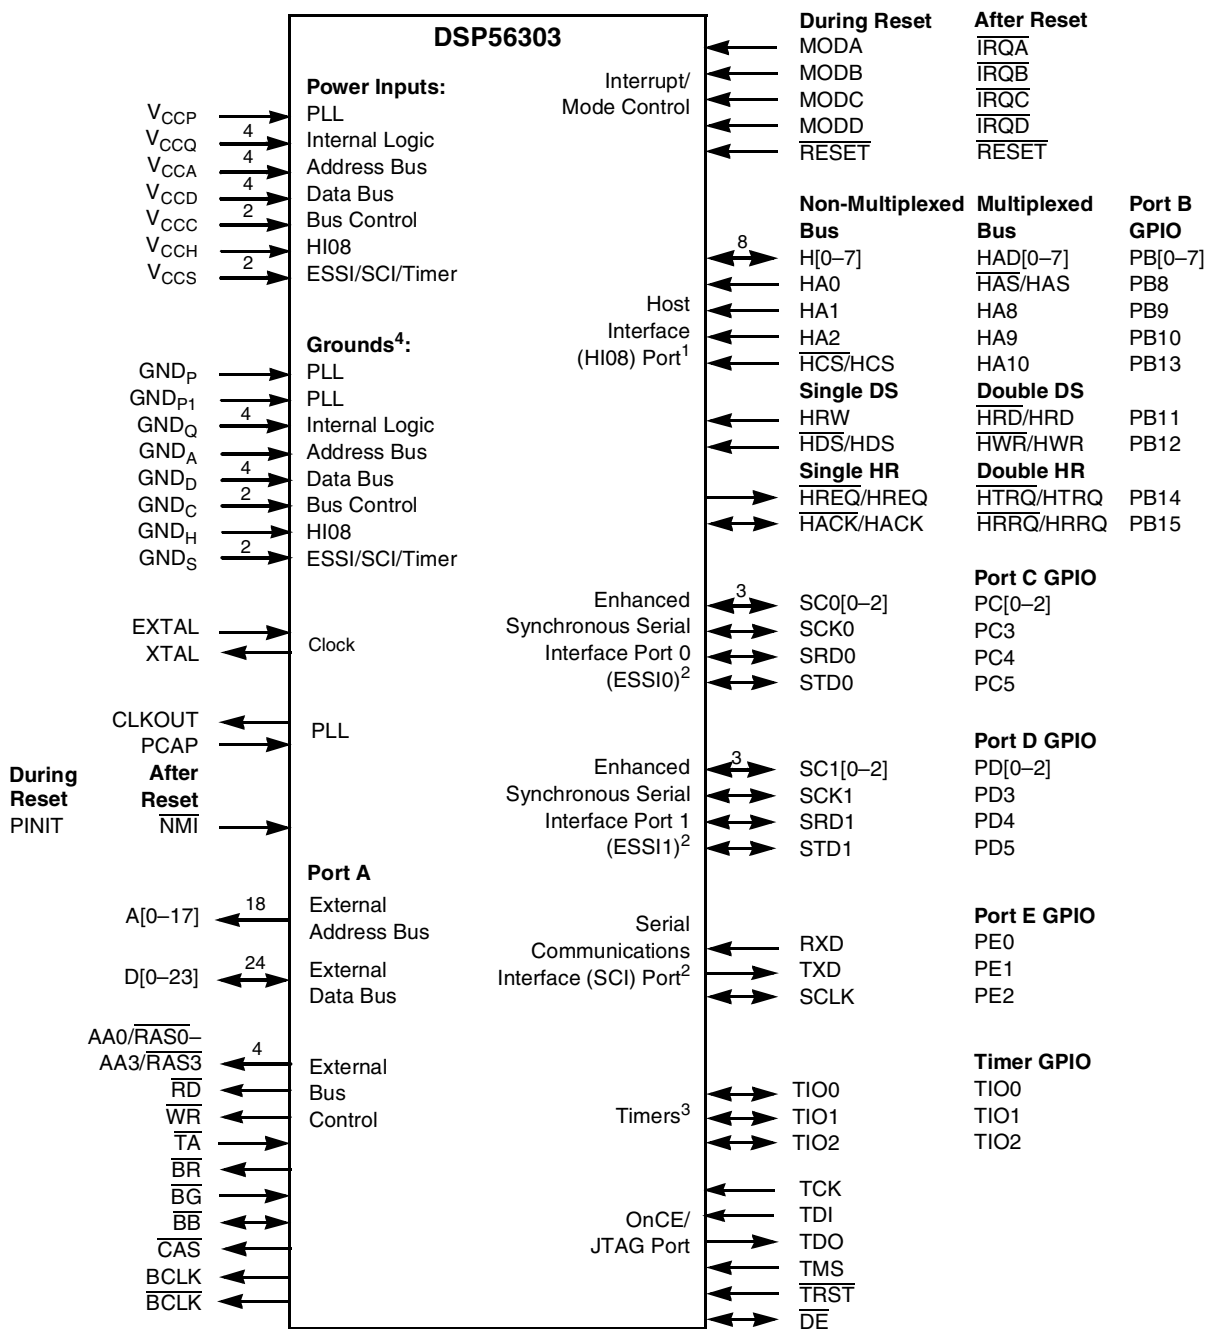 DSP56303
During Reset After Reset
MODA IRQA
MODB IRQB
MODC IRQC
MODD IRQD
RESET RESET
Interrupt/
Mode Control
Power Inputs:
VCCP PLL
VCCQ 4 Internal Logic
VCCA 4 Address Bus
VCCD 4 Data Bus
VCCC 2 Bus Control
VCCH HI08
VCCS 2 ESSI/SCI/Timer
Grounds4:
GNDP PLL
GNDP1 PLL
GNDQ 4 Internal Logic
GNDA Address Bus
GNDD 4 Data Bus
GNDC 2 Bus Control
GNDH HI08
GNDS 2 ESSI/SCI/Timer
EXTAL
XTAL
Clock
CLKOUT
PCAP
PLL
During After
Reset Reset
PINIT NMI
Port A
A[0–17] 18 External
Address Bus
D[0–23] 24 External
Data Bus
AA0/RAS0–
AA3/RAS3 4 External
RD Bus
WR Control
TA
BR
BG
BB
CAS
BCLK
BCLK
Non-Multiplexed Multiplexed Port B
Bus Bus GPIO
8 H[0–7] HAD[0–7] PB[0–7]
HA0 HAS/HAS PB8
HA1 HA8 PB9
HA2 HA9 PB10
HCS/HCS HA10 PB13
Host
Interface
(HI08) Port1
Single DS Double DS
HRW HRD/HRD PB11
HDS/HDS HWR/HWR PB12
Single HR Double HR
HREQ/HREQ HTRQ/HTRQ PB14
HACK/HACK HRRQ/HRRQ PB15
Port C GPIO
Enhanced 3 SC0[0–2] PC[0–2]
Synchronous Serial SCK0 PC3
Interface Port 0 SRD0 PC4
(ESSI0)2 STD0 PC5
Port D GPIO
Enhanced 3 SC1[0–2] PD[0–2]
Synchronous Serial SCK1 PD3
Interface Port 1 SRD1 PD4
(ESSI1)2 STD1 PD5
Port E GPIO
Serial
Communications RXD PE0
Interface (SCI) Port2 TXD PE1
SCLK PE2
Timer GPIO
TIO0 TIO0
Timers3 TIO1 TIO1
TIO2 TIO2
TCK
OnCE/ TDI
JTAG Port TDO
TMS
TRST
DE